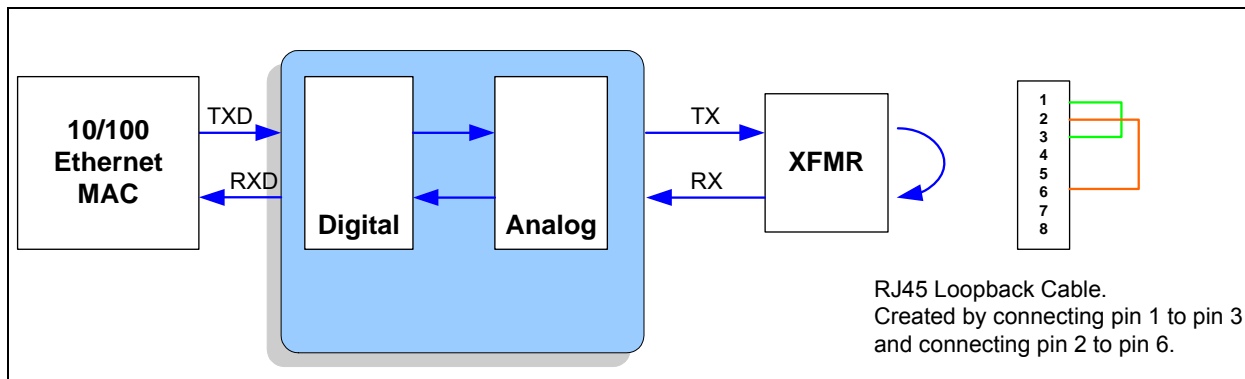 10/100
Ethernet
MAC
TXD
RXD
Digital
Analog
TX
RX
XFMR
1
2
3
4
5
6
7
8
RJ45 Loopback Cable.
Created by connecting pin 1 to pin 3
and connecting pin 2 to pin 6.